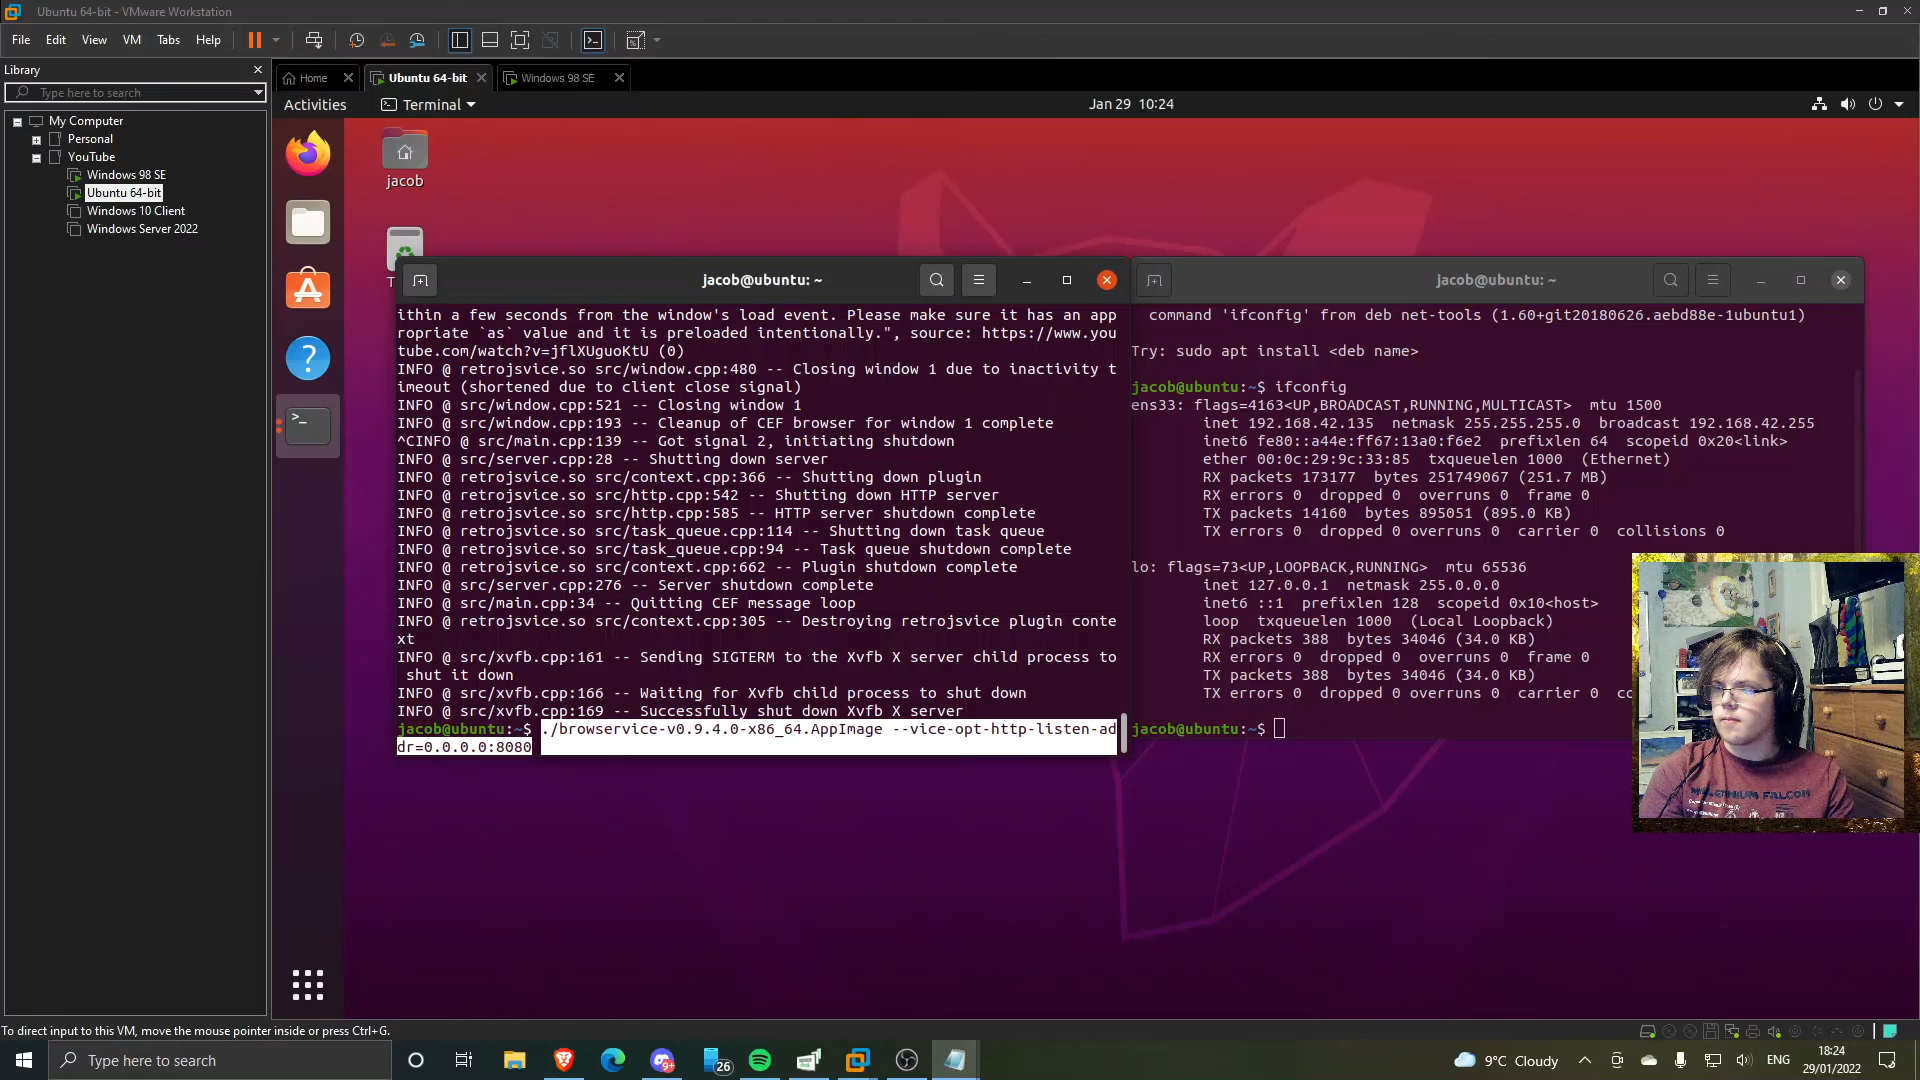 Ubuntu 64-bit - VMware Workstation
File Edit View VM Tabs Help
Library
Type here to search
My Computer
Personal
YouTube
Windows 98 SE
Ubuntu 64-bit
Windows 10 Client
Windows Server 2022
Home
Ubuntu 64-bit
Windows 98 SE
Activities
Terminal
Jan 29 10:24
jacob
T
jacob@ubuntu: ~
ithin a few seconds from the window's load event. Please make sure it has an app
ropriate `as` value and it is preloaded intentionally.", source: https://www.you
tube.com/watch?v=jflXUguoKtU (0)
INFO @ retrojsvice.so src/window.cpp:480 -- Closing window 1 due to inactivity t
imeout (shortened due to client close signal)
INFO @ src/window.cpp:521 -- Closing window 1
INFO @ src/window.cpp:193 -- Cleanup of CEF browser for window 1 complete
^CINFO @ src/main.cpp:139 -- Got signal 2, initiating shutdown
INFO @ src/server.cpp:28 -- Shutting down server
INFO @ retrojsvice.so src/context.cpp:366 -- Shutting down plugin
INFO @ retrojsvice.so src/http.cpp:542 -- Shutting down HTTP server
INFO @ retrojsvice.so src/http.cpp:585 -- HTTP server shutdown complete
INFO @ retrojsvice.so src/task_queue.cpp:114 -- Shutting down task queue
INFO @ retrojsvice.so src/task_queue.cpp:94 -- Task queue shutdown complete
INFO @ retrojsvice.so src/context.cpp:662 -- Plugin shutdown complete
INFO @ src/server.cpp:276 -- Server shutdown complete
INFO @ src/main.cpp:34 -- Quitting CEF message loop
INFO @ retrojsvice.so src/context.cpp:305 -- Destroying retrojsvice plugin conte
xt
INFO @ src/xvfb.cpp:161 -- Sending SIGTERM to the Xvfb X server child process to
shut it down
INFO @ src/xvfb.cpp:166 -- Waiting for Xvfb child process to shut down
INFO @ src/xvfb.cpp:169 -- Successfully shut down Xvfb X server
jacob@ubuntu:~$ ./browservice-v0.9.4.0-x86_64.AppImage --vice-opt-http-listen-ad
dr=0.0.0.0:8080
jacob@ubuntu: ~
command 'ifconfig' from deb net-tools (1.60+git20180626.aebd88e-1ubuntu1)
Try: sudo apt install <deb name>
jacob@ubuntu:~$ ifconfig
ens33: flags=4163<UP,BROADCAST,RUNNING,MULTICAST> mtu 1500
inet 192.168.42.135 netmask 255.255.255.0 broadcast 192.168.42.255
inet6 fe80::a44e:ff67:13a0:f6e2 prefixlen 64 scopeid 0x20<link>
ether 00:0c:29:9c:33:85 txqueuelen 1000 (Ethernet)
RX packets 173177 bytes 251749067 (251.7 MB)
RX errors 0 dropped 0 overruns 0 frame 0
TX packets 14160 bytes 895051 (895.0 KB)
TX errors 0 dropped 0 overruns 0 carrier 0 collisions 0
lo: flags=73<UP,LOOPBACK,RUNNING> mtu 65536
inet 127.0.0.1 netmask 255.0.0.0
inet6 ::1 prefixlen 128 scopeid 0x10<host>
loop txqueuelen 1000 (Local Loopback)
RX packets 388 bytes 34046 (34.0 KB)
RX errors 0 dropped 0 overruns 0 frame 0
TX packets 388 bytes 34046 (34.0 KB)
TX errors 0 dropped 0 overruns 0 carrier 0 co
jacob@ubuntu:~$
MILLENNIUM FALCON
To direct input to this VM, move the mouse pointer inside or press Ctrl+G.
Type here to search
9+
26
9°C Cloudy
ENG
18:24
29/01/2022